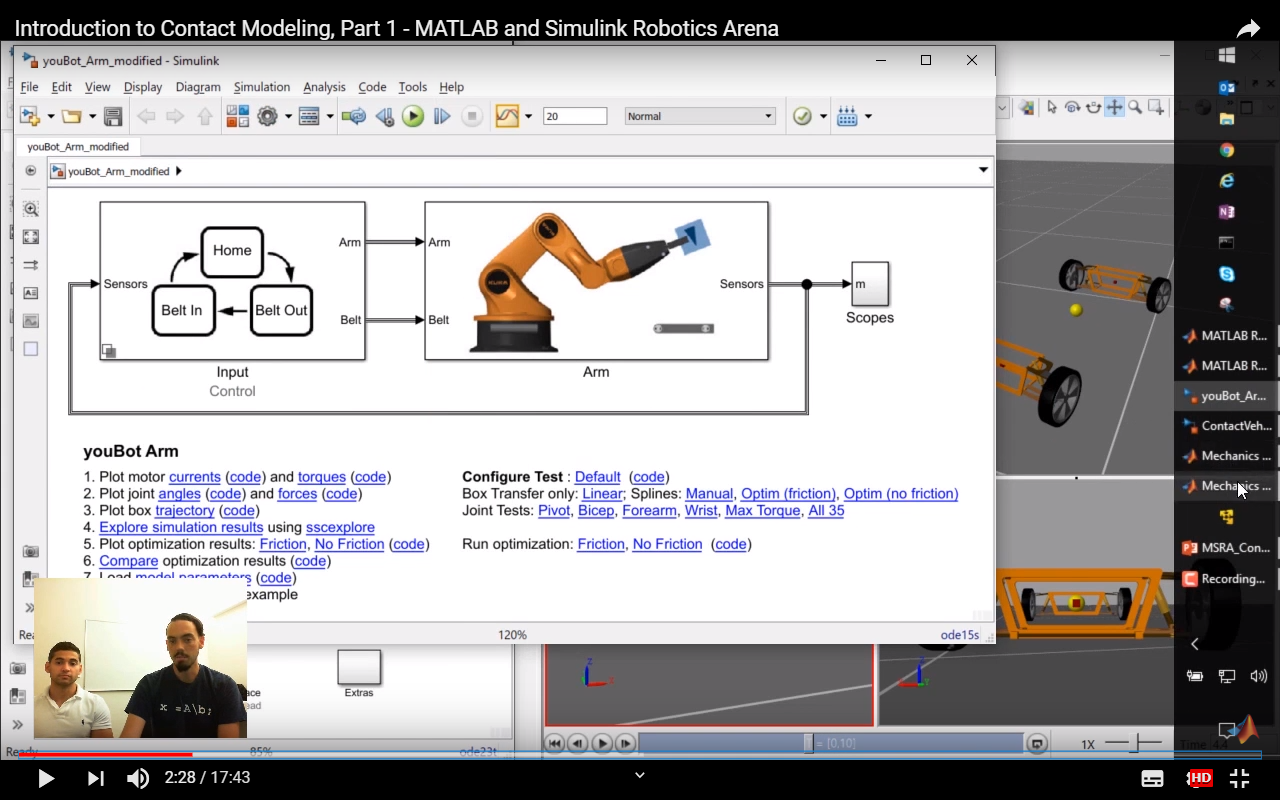 Introduction to Contact Modeling, Part 1 - MATLAB and Simulink Robotics Arena
youBot_Arm_modified - Simulink
File Edit View Display Diagram Simulation Analysis Code Tools Help
20 Normal
youBot_Arm_modified
youBot_Arm_modified
Home
Belt In
Belt Out
Sensors
Arm
Belt
Input
Control
Arm
Belt
KUKA
Sensors
Arm
m
Scopes
youBot Arm
1. Plot motor currents (code) and torques (code)
2. Plot joint angles (code) and forces (code)
3. Plot box trajectory (code)
4. Explore simulation results using sscexplore
5. Plot optimization results: Friction, No Friction (code)
6. Compare optimization results (code)
7. Load model parameters (code)
example
Configure Test : Default (code)
Box Transfer only: Linear; Splines: Manual, Optim (friction), Optim (no friction)
Joint Tests: Pivot, Bicep, Forearm, Wrist, Max Torque, All 35
Run optimization: Friction, No Friction (code)
120%
ode15s
Extras
x = A\b;
Ready
85%
ode23t
Z
X
Z
Y
= [0,10]
1X
Time 4.4
MATLAB R...
MATLAB R...
youBot_Ar...
ContactVeh...
Mechanics ...
Mechanics ...
MSRA_Con...
Recording...
2:28 / 17:43
HD